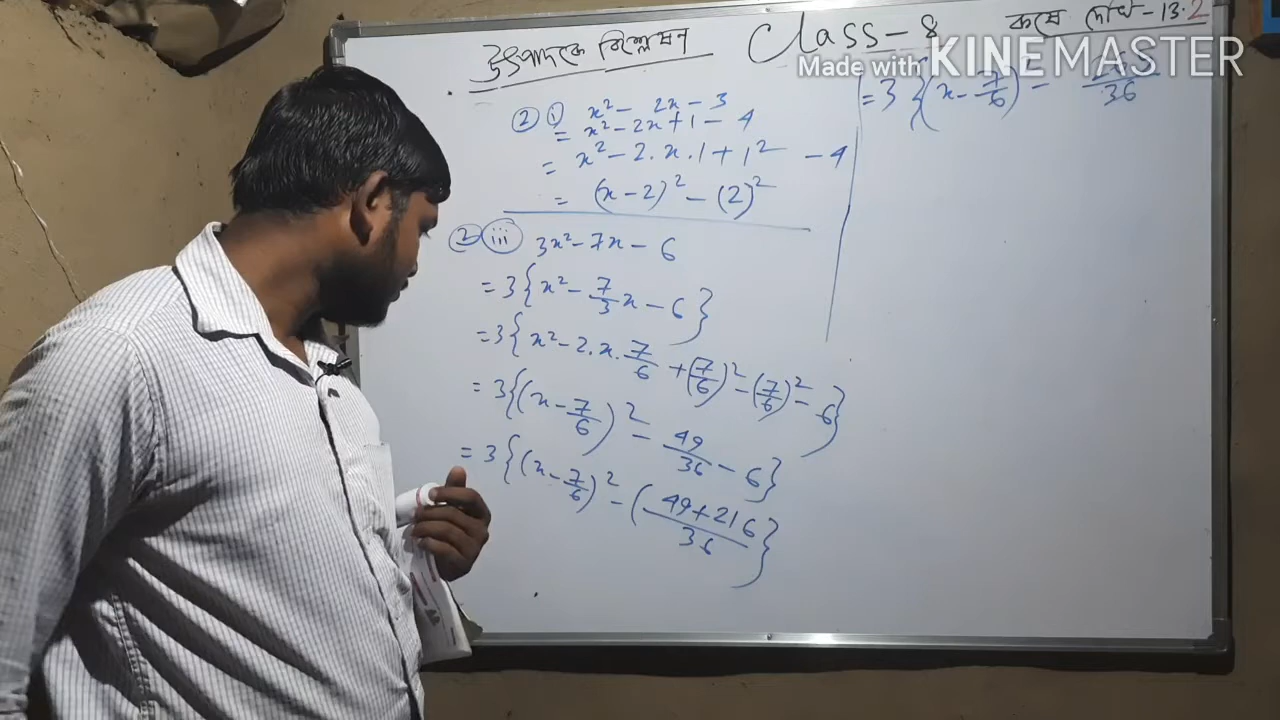 উৎপাদকে বিশ্লেষণ Class - 8 কষে দেখি - 13.2
Made with KINEMASTER
② ① x² - 2x - 3
= x² - 2x + 1 - 4
= x² - 2.x.1 + 1² - 4
= (x - 2)² - (2)²
② ⅲ 3x² - 7x - 6
= 3{x² - 7/3 x - 6}
= 3{x² - 2.x.7/6 + (7/6)² - (7/6)² - 6}
= 3{(x - 7/6)² - 49/36 - 6}
= 3{(x - 7/6)² - (49+216/36}
= 3{(x - 7/6)² - /36